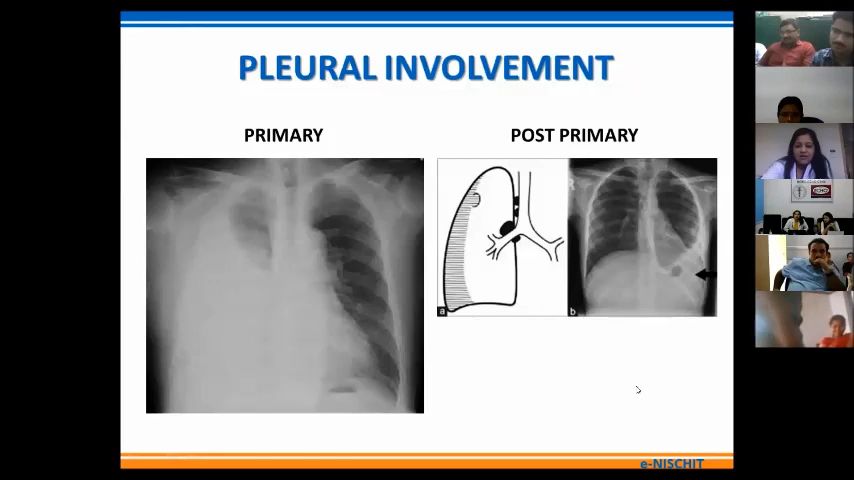 PLEURAL INVOLVEMENT
PRIMARY
POST PRIMARY
a
b
e-NISCHIT